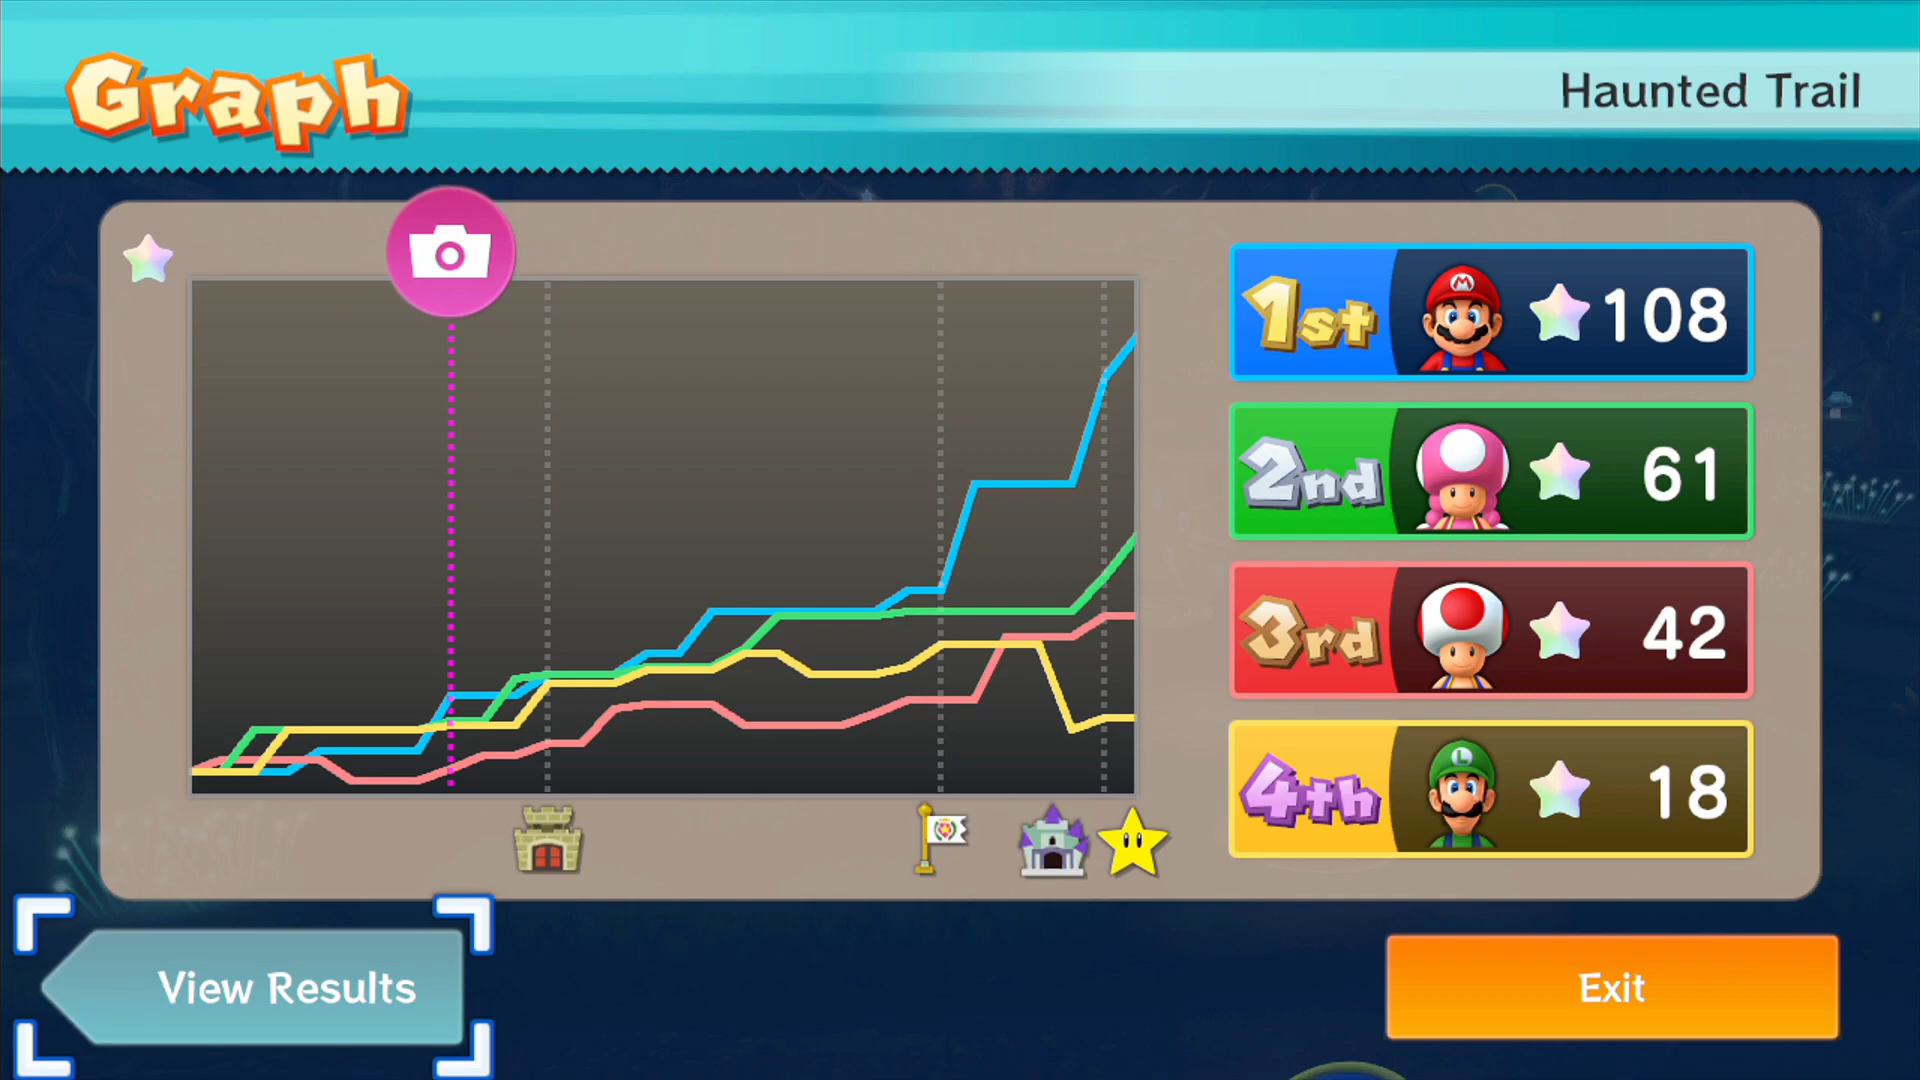 Graph
Haunted Trail
1st
M
108
2nd
61
3rd
42
4th
L
18
View Results
Exit